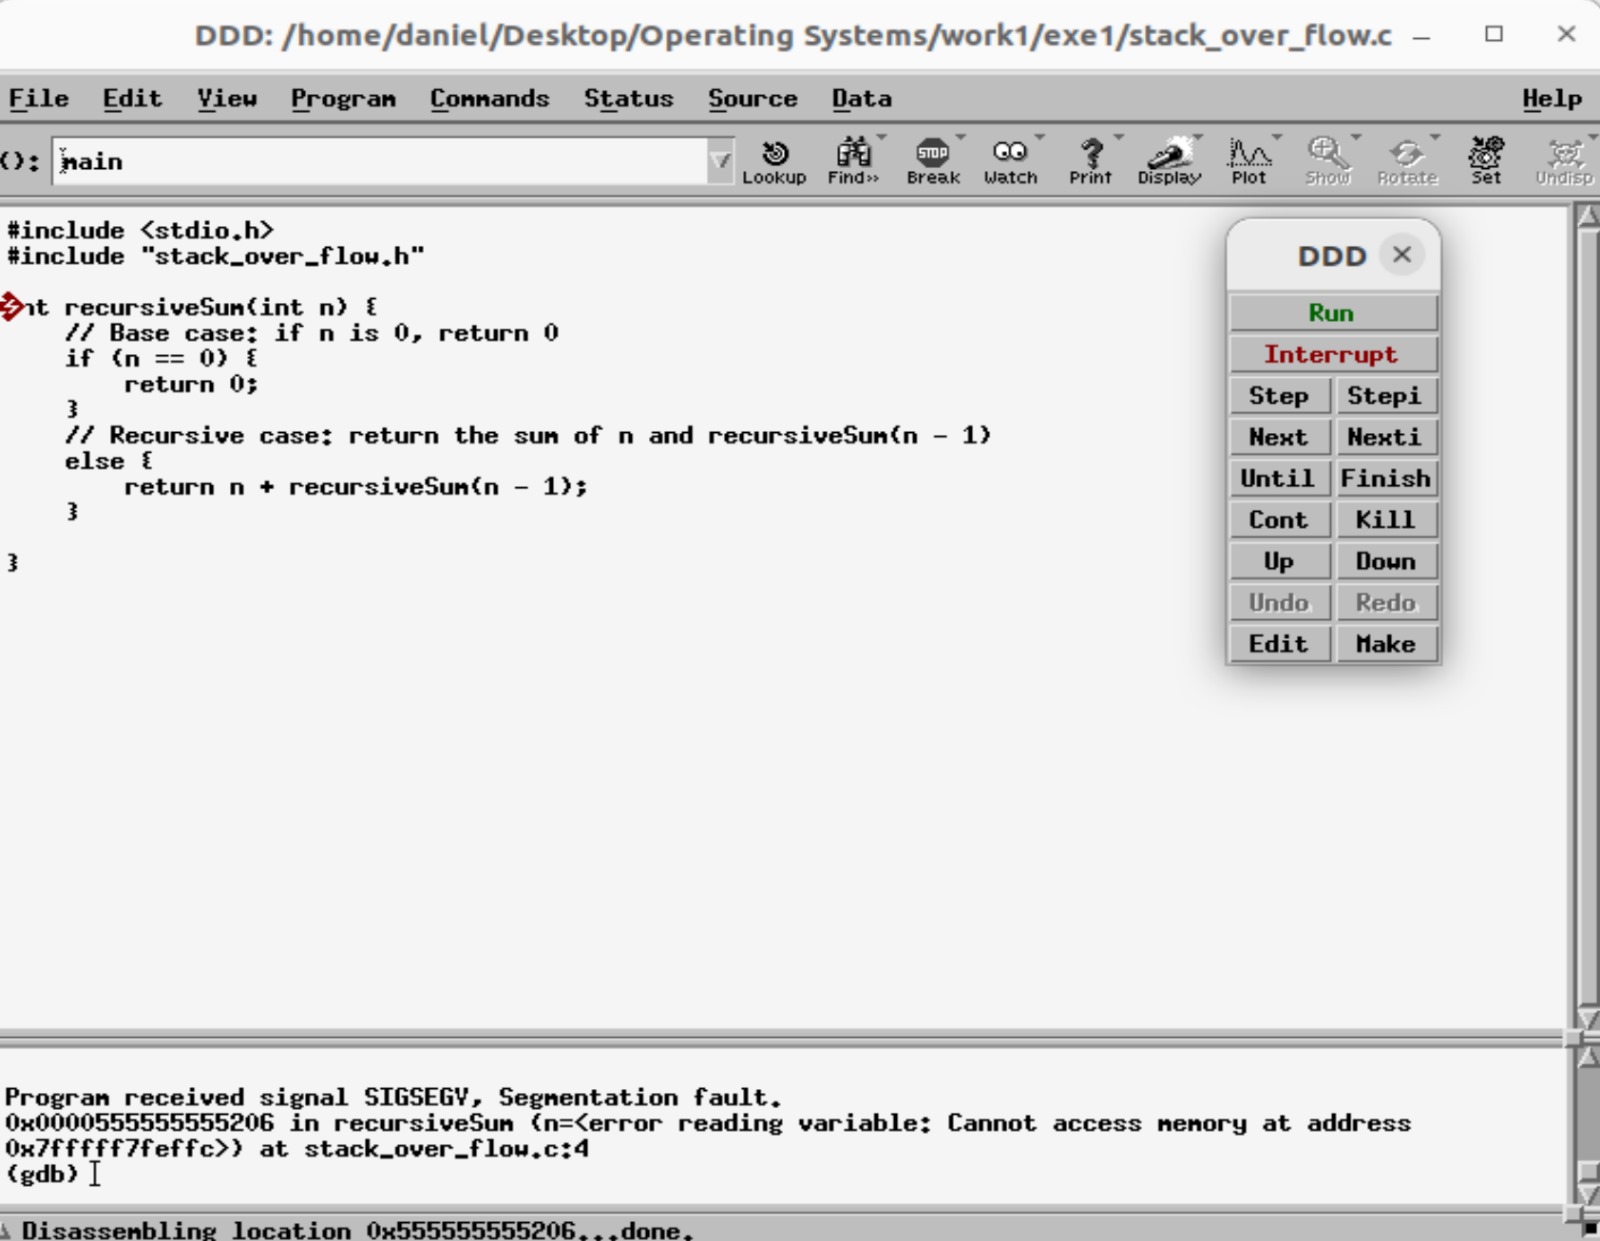 DDD: /home/daniel/Desktop/Operating Systems/work1/exe1/stack_over_flow.c
File Edit View Program Commands Status Source Data Help
(): main
Lookup Find» Break Watch Print Display Plot Show Rotate Set Undisp
STOP
#include <stdio.h>
#include "stack_over_flow.h"
nt recursiveSum(int n) {
// Base case: if n is 0, return 0
if (n == 0) {
return 0;
}
// Recursive case: return the sum of n and recursiveSum(n - 1)
else {
return n + recursiveSum(n - 1);
}
}
DDD
Run
Interrupt
Step Stepi
Next Nexti
Until Finish
Cont Kill
Up Down
Undo Redo
Edit Make
Program received signal SIGSEGV, Segmentation fault.
0x0000555555555206 in recursiveSum (n=<error reading variable: Cannot access memory at address
0x7fffff7feffc>) at stack_over_flow.c:4
(gdb)
Disassembling location 0x555555555206...done.